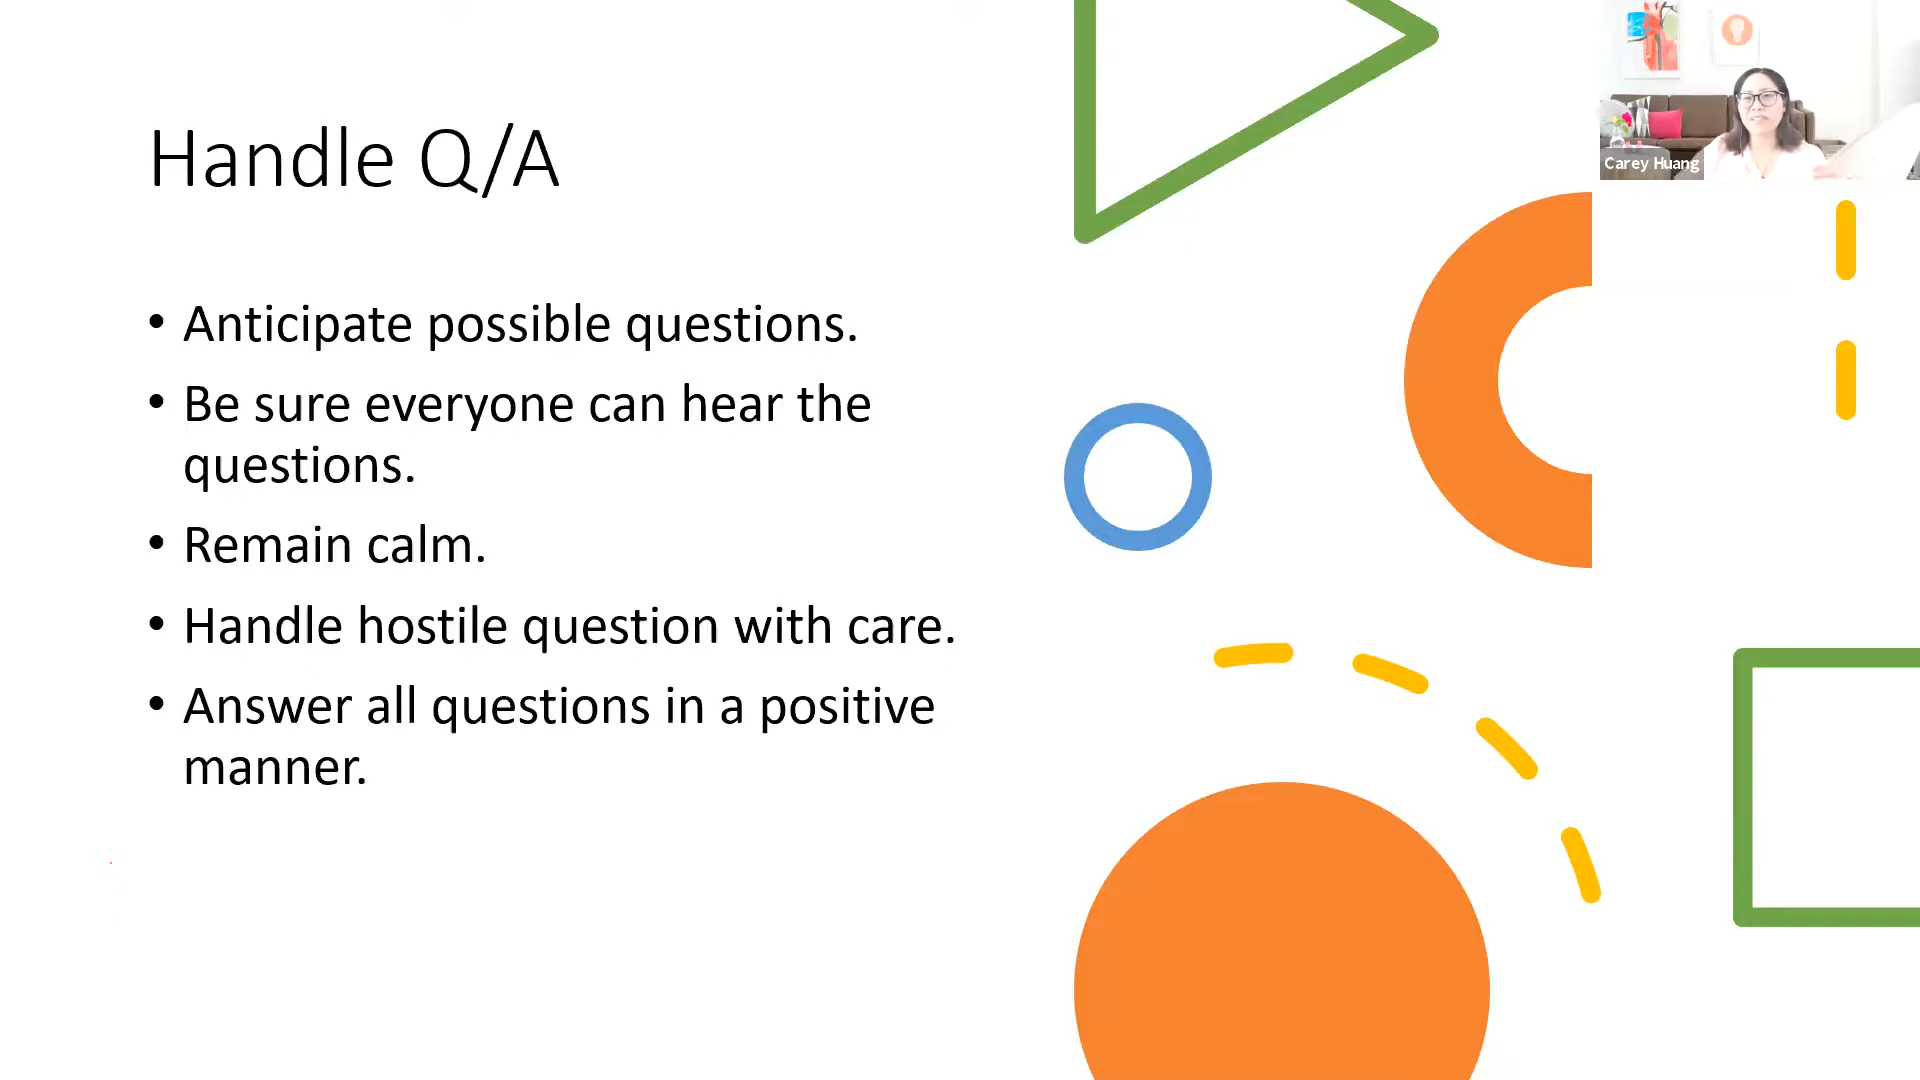 Handle Q/A
• Anticipate possible questions.
• Be sure everyone can hear the
questions.
• Remain calm.
• Handle hostile question with care.
• Answer all questions in a positive
manner.
Carey Huang